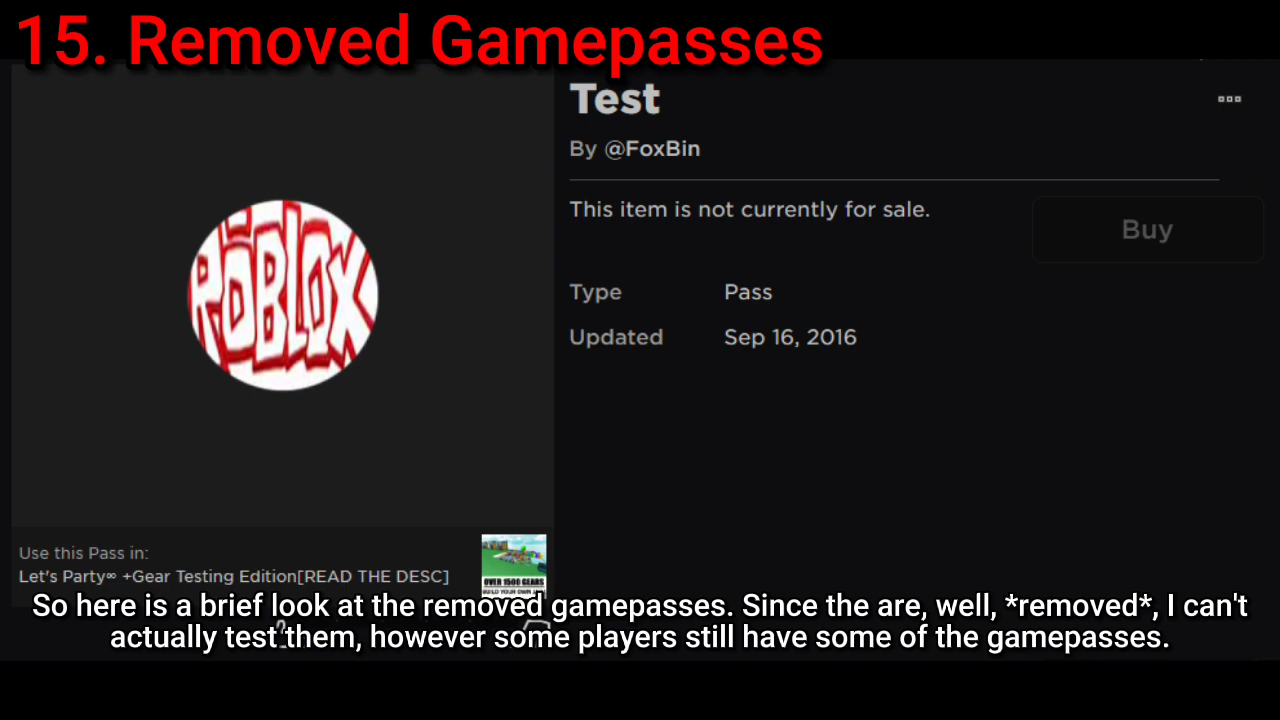 15. Removed Gamepasses
Test
By @FoxBin
This item is not currently for sale.
Buy
Type Pass
Updated Sep 16, 2016
ROBLOX
Use this Pass in:
Let's Party∞ +Gear Testing Edition[READ THE DESC]
OVER 1500 GEARS
BUILD YOUR OWN
So here is a brief look at the removed gamepasses. Since the are, well, *removed*, I can't
actually test them, however some players still have some of the gamepasses.